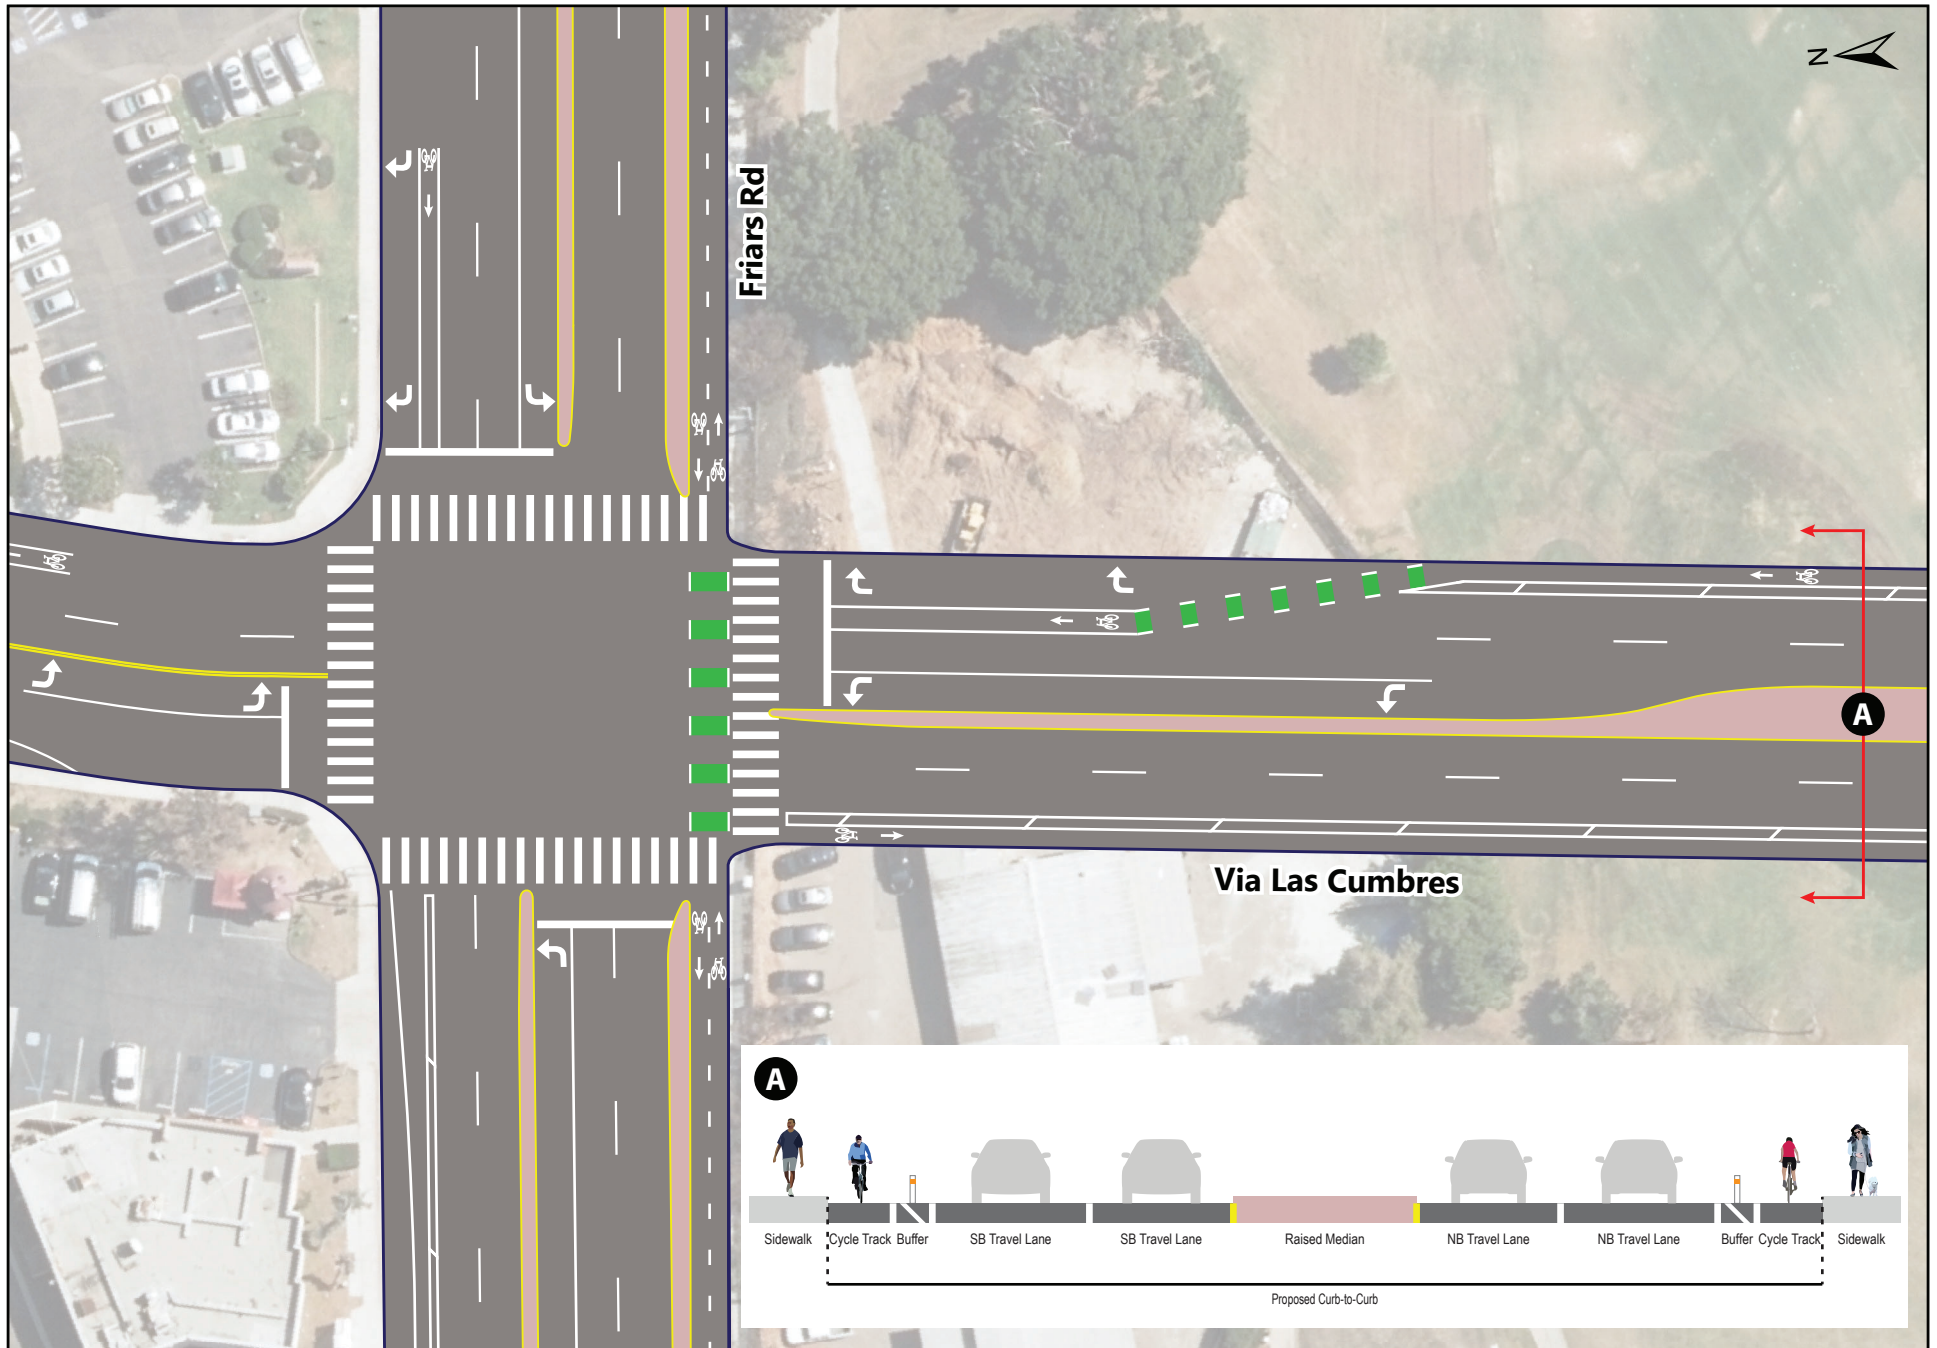 N
Friars Rd
A
Via Las Cumbres
A
Sidewalk Cycle Track Buffer SB Travel Lane SB Travel Lane Raised Median NB Travel Lane NB Travel Lane Buffer Cycle Track Sidewalk
Proposed Curb-to-Curb